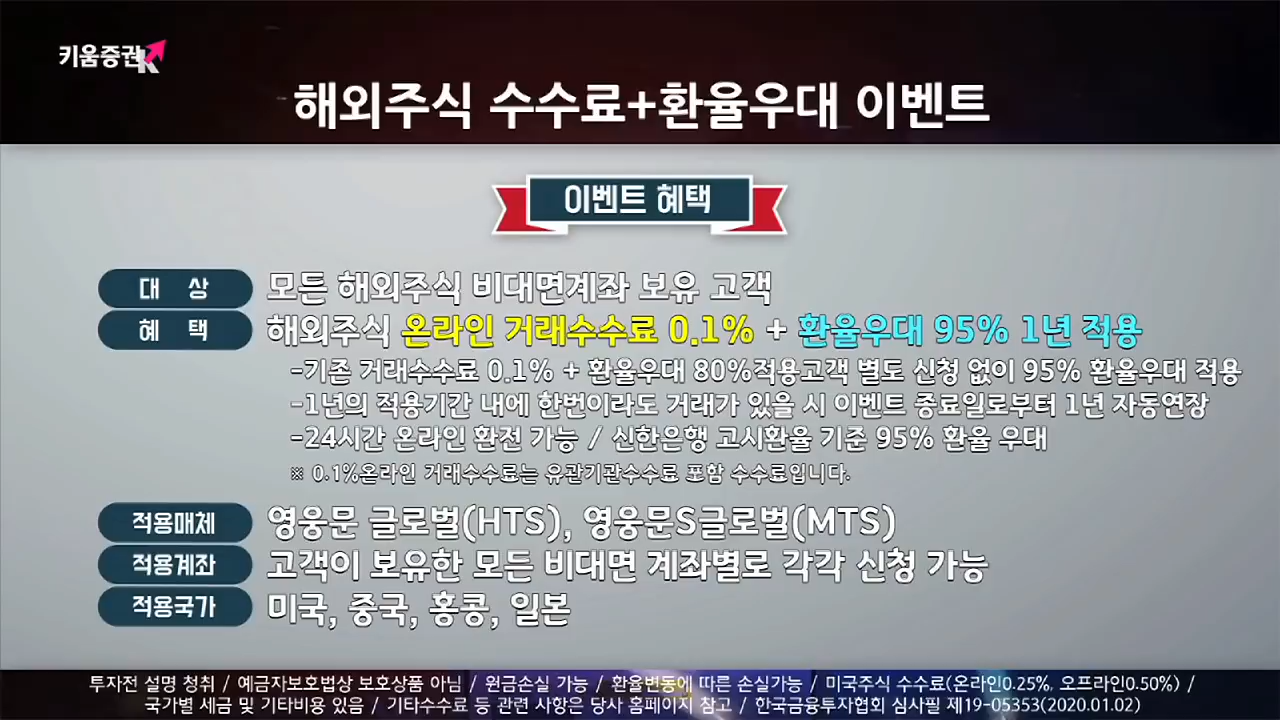 키움증권
해외주식 수수료+환율우대 이벤트
이벤트 혜택
대 상 모든 해외주식 비대면계좌 보유 고객
혜 택 해외주식 온라인 거래수수료 0.1% + 환율우대 95% 1년 적용
-기존 거래수수료 0.1% + 환율우대 80%적용고객 별도 신청 없이 95% 환율우대 적용
-1년의 적용기간 내에 한번이라도 거래가 있을 시 이벤트 종료일로부터 1년 자동연장
-24시간 온라인 환전 가능 / 신한은행 고시환율 기준 95% 환율 우대
※ 0.1%온라인 거래수수료는 유관기관수수료 포함 수수료입니다.
적용매체 영웅문 글로벌(HTS), 영웅문S글로벌(MTS)
적용계좌 고객이 보유한 모든 비대면 계좌별로 각각 신청 가능
적용국가 미국, 중국, 홍콩, 일본
투자전 설명 청취 / 예금자보호법상 보호상품 아님 / 원금손실 가능 / 환율변동에 따른 손실가능 / 미국주식 수수료(온라인0.25%, 오프라인0.50%) /
국가별 세금 및 기타비용 있음 / 기타수수료 등 관련 사항은 당사 홈페이지 참고 / 한국금융투자협회 심사필 제19-05353(2020.01.02)